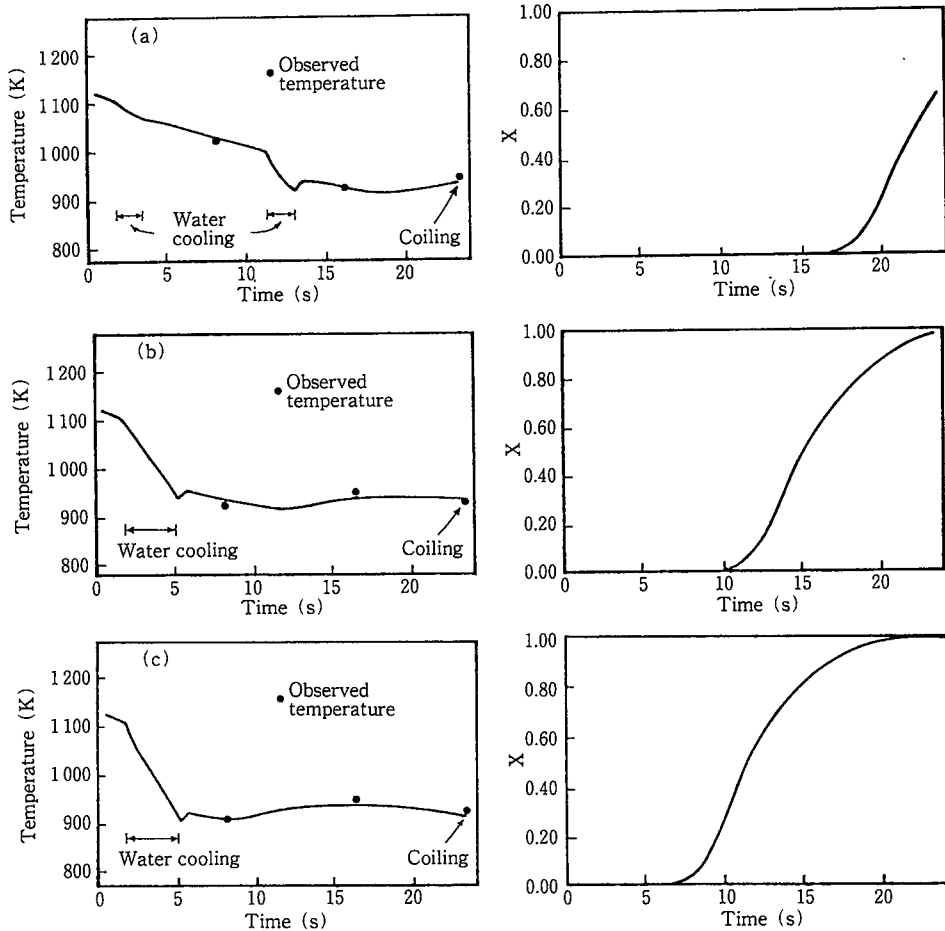 (a)
Temperature (K)
1 200
1 100
1 000
900
800
Observed
temperature
Water
cooling
Coiling
0 5 10 15 20
Time (s)
X
1.00
0.80
0.60
0.40
0.20
0.00
0 5 10 15 20
Time (s)
(b)
Temperature (K)
1 200
1 100
1 000
900
800
Observed
temperature
Water cooling
Coiling
0 5 10 15 20
Time (s)
X
1.00
0.80
0.60
0.40
0.20
0.00
0 5 10 15 20
Time (s)
(c)
Temperature (K)
1 200
1 100
1 000
900
800
Observed
temperature
Water cooling
Coiling
0 5 10 15 20
Time (s)
X
1.00
0.80
0.60
0.40
0.20
0.00
0 5 10 15 20
Time (s)